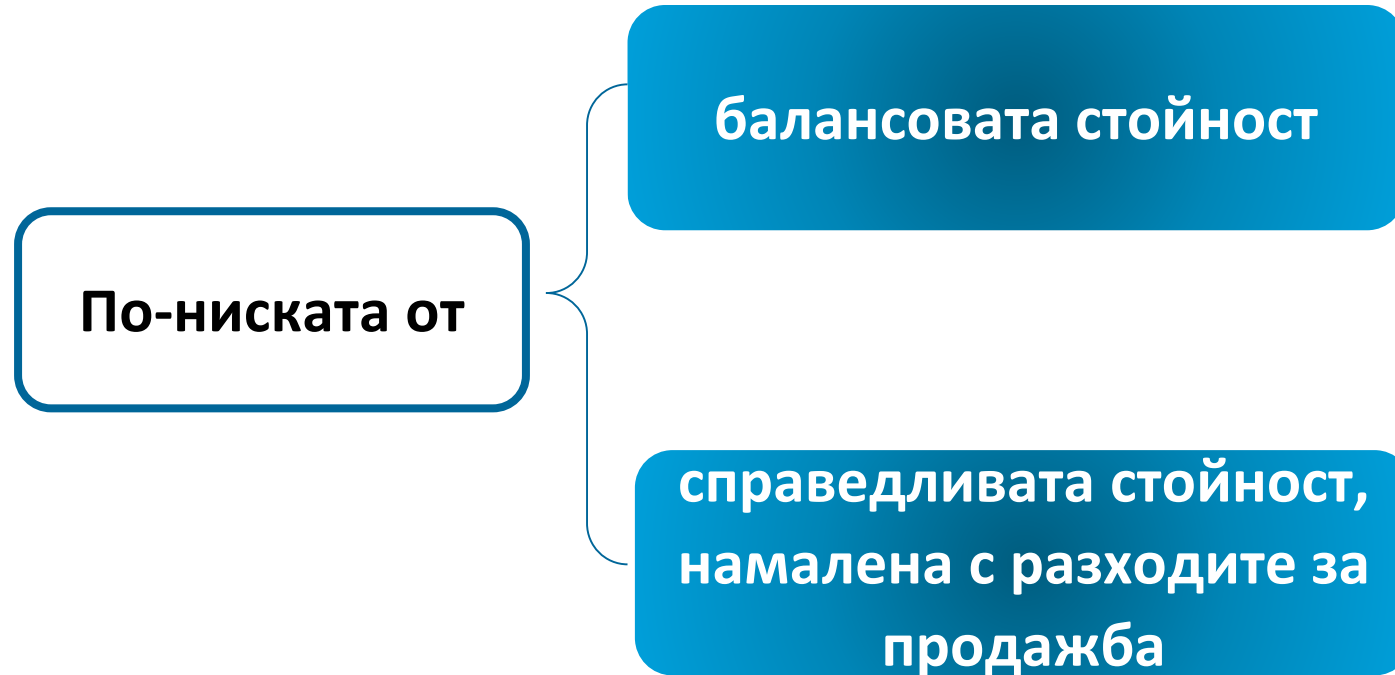 балансовата стойност
По-ниската от
справедливата стойност,
намалена с разходите за
продажба